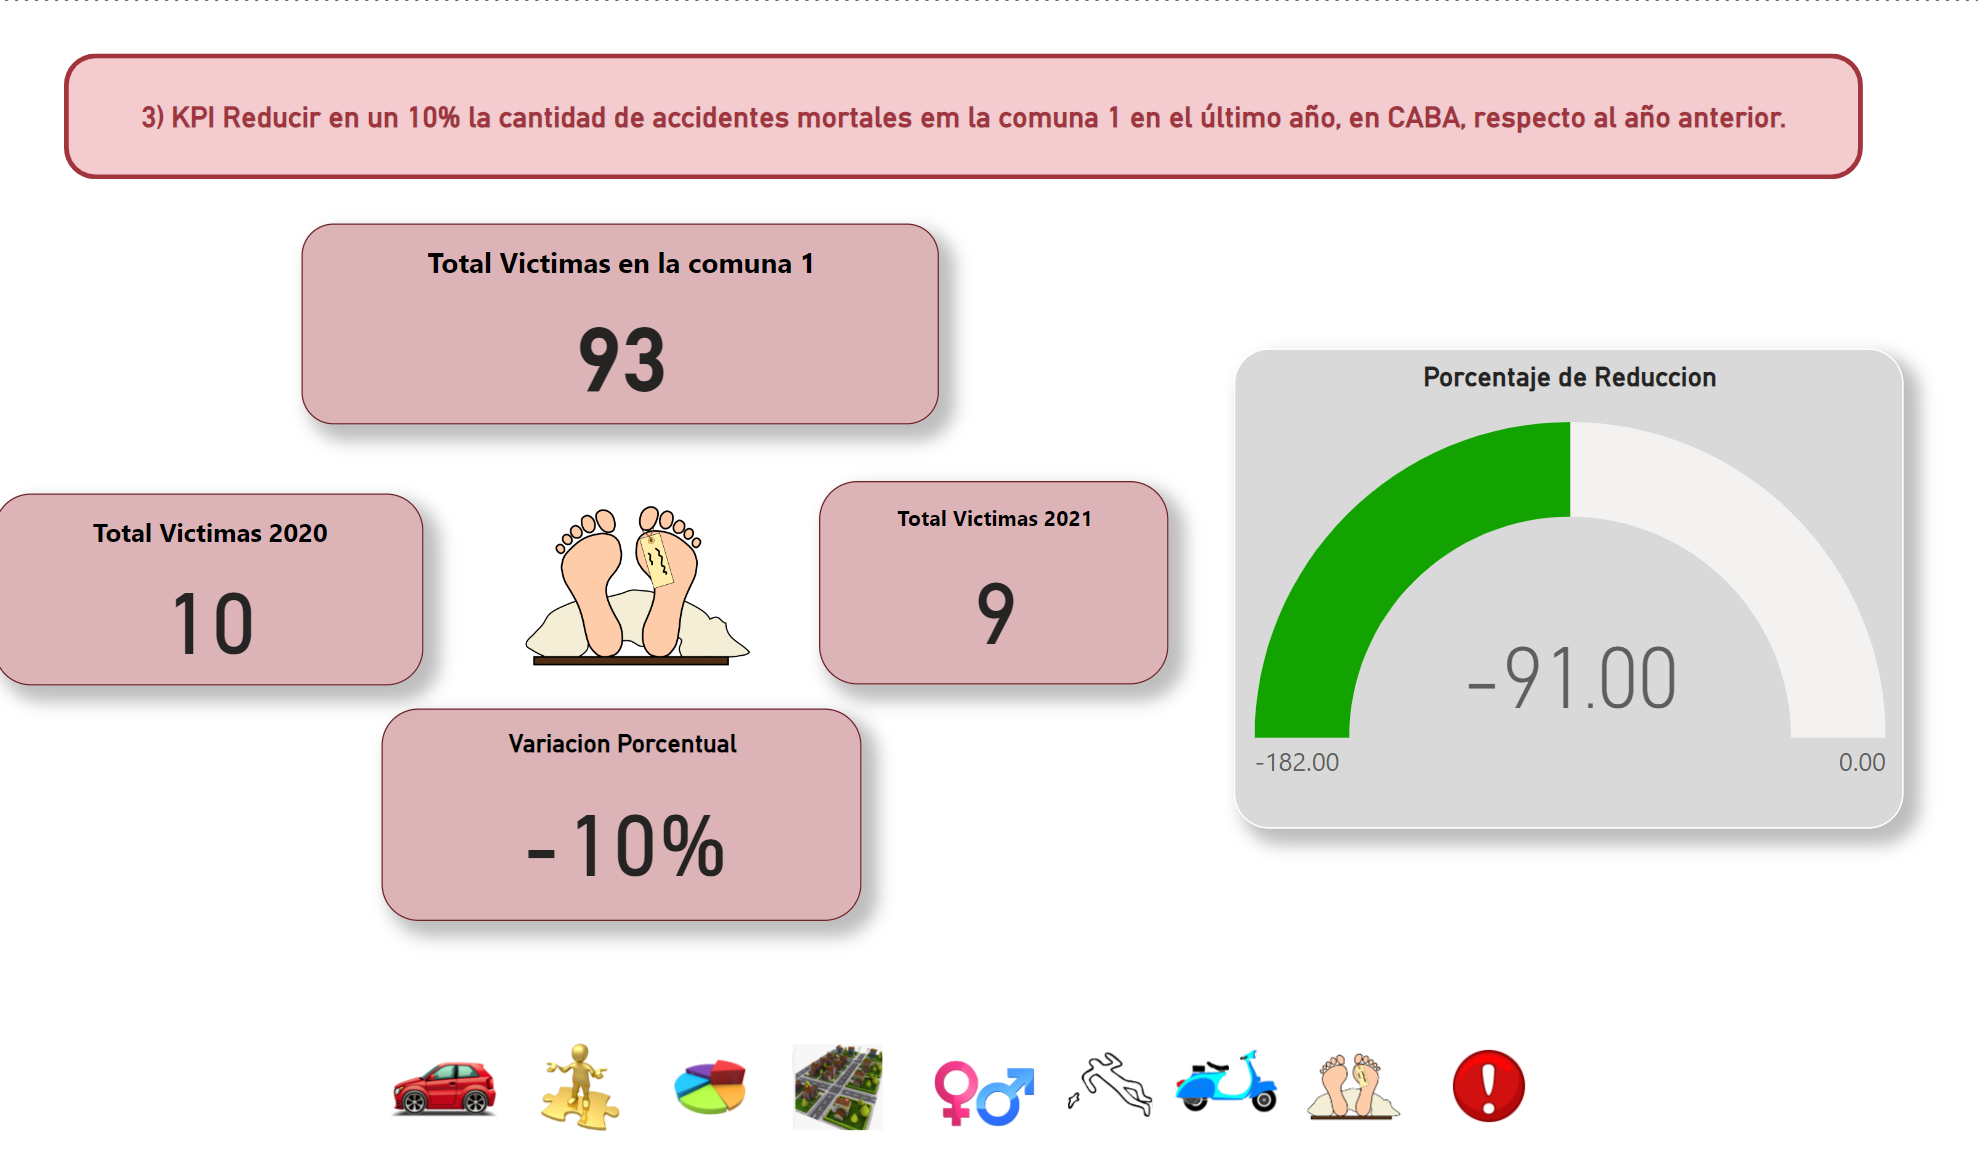 3) KPI Reducir en un 10% la cantidad de accidentes mortales em la comuna 1 en el último año, en CABA, respecto al año anterior.
Total Victimas en la comuna 1
93
Porcentaje de Reduccion
-91.00
-182.00
0.00
Total Victimas 2020
10
Total Victimas 2021
9
Variacion Porcentual
-10%